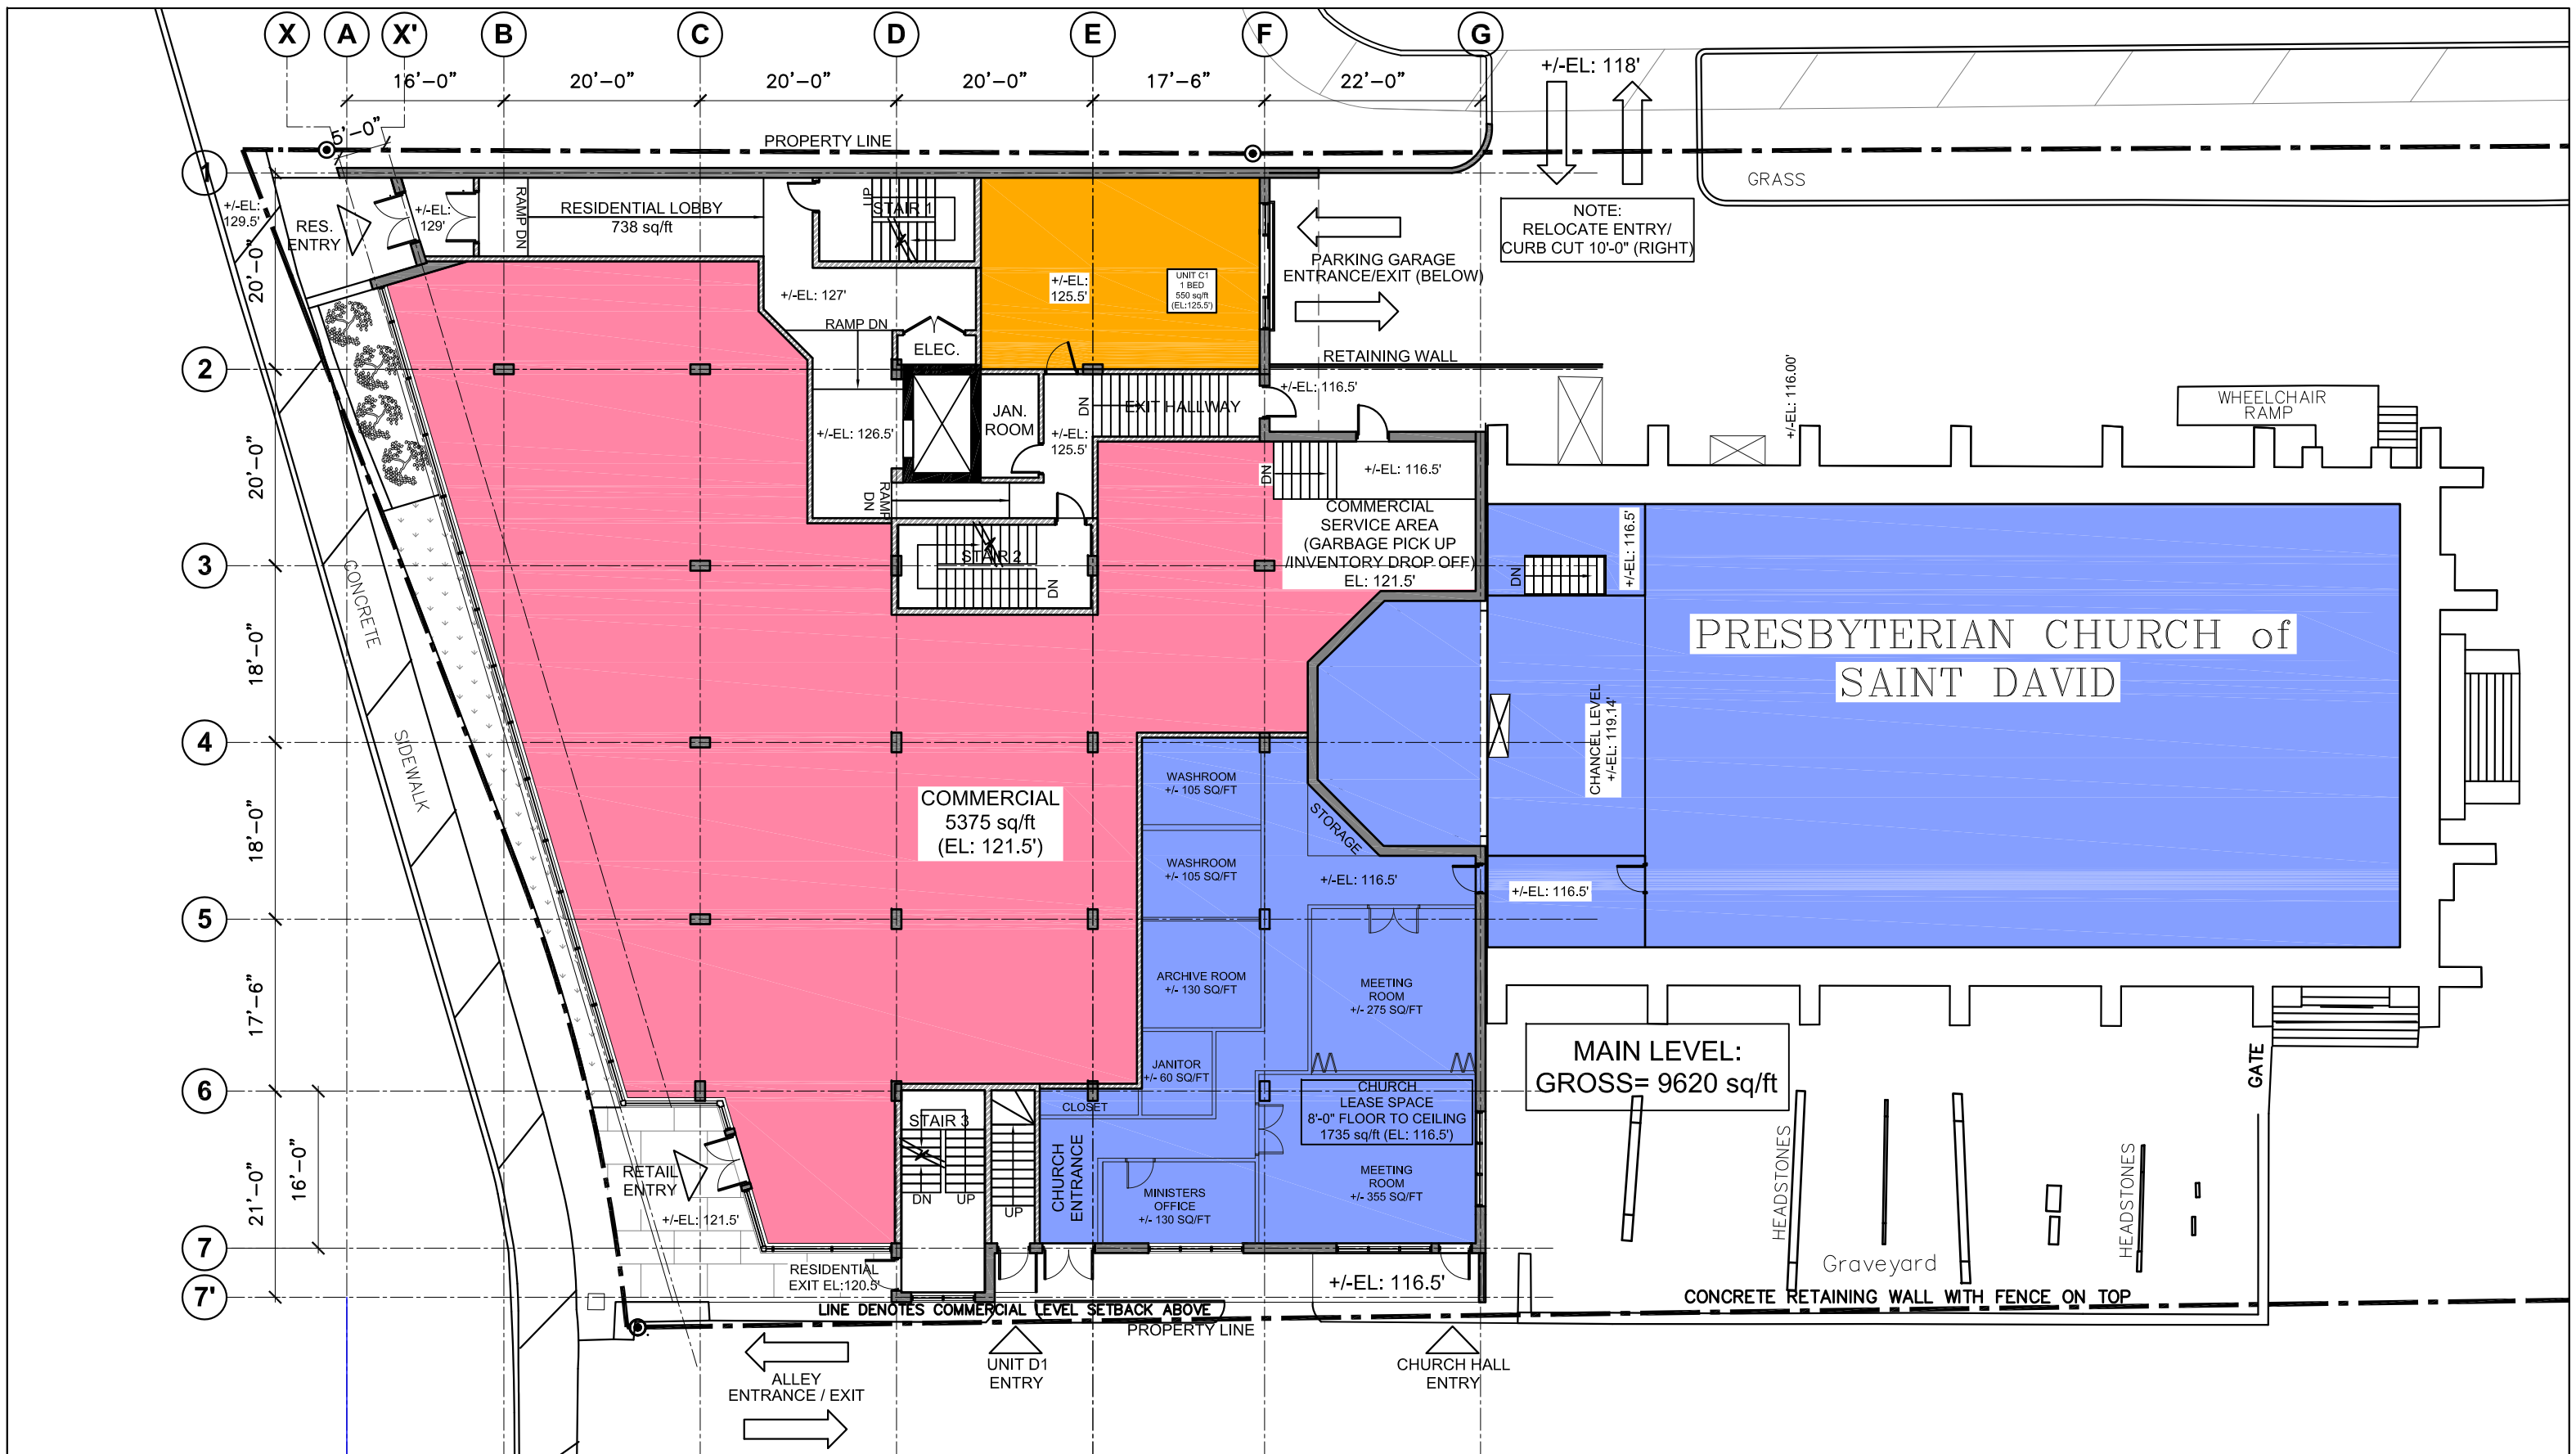 X
A
X'
B
C
D
E
F
G
16'-0"
20'-0"
20'-0"
20'-0"
17'-6"
22'-0"
5'-0"
+/-EL: 118'
PROPERTY LINE
1
2
3
4
5
6
7
7'
20'-0"
20'-0"
18'-0"
18'-0"
17'-6"
21'-0"
16'-0"
+/-EL:
129.5'
RES.
ENTRY
+/-EL:
129'
RAMP DN
RESIDENTIAL LOBBY
738 sq/ft
UP
STAIR 1
+/-EL:
125.5'
UNIT C1
1 BED
550 sq/ft
(EL:125.5')
PARKING GARAGE
ENTRANCE/EXIT (BELOW)
NOTE:
RELOCATE ENTRY/
CURB CUT 10'-0" (RIGHT)
GRASS
+/-EL: 127'
RAMP DN
ELEC.
RETAINING WALL
+/-EL: 116.5'
+/-EL: 116.00'
WHEELCHAIR
RAMP
JAN.
ROOM
DN
EXIT HALLWAY
+/-EL: 126.5'
+/-EL:
125.5'
RAMP
DN
DN
+/-EL: 116.5'
COMMERCIAL
SERVICE AREA
(GARBAGE PICK UP
/INVENTORY DROP OFF)
EL: 121.5'
STAIR 2
DN
DN
+/-EL: 116.5'
PRESBYTERIAN CHURCH of
SAINT DAVID
CHANCEL LEVEL
+/-EL: 119.14'
CONCRETE
SIDEWALK
COMMERCIAL
5375 sq/ft
(EL: 121.5')
WASHROOM
+/- 105 SQ/FT
STORAGE
WASHROOM
+/- 105 SQ/FT
+/-EL: 116.5'
+/-EL: 116.5'
ARCHIVE ROOM
+/- 130 SQ/FT
MEETING
ROOM
+/- 275 SQ/FT
JANITOR
+/- 60 SQ/FT
CLOSET
CHURCH
LEASE SPACE
8'-0" FLOOR TO CEILING
1735 sq/ft (EL: 116.5')
MAIN LEVEL:
GROSS= 9620 sq/ft
GATE
STAIR 3
DN
UP
UP
CHURCH
ENTRANCE
MINISTERS
OFFICE
+/- 130 SQ/FT
MEETING
ROOM
+/- 355 SQ/FT
RETAIL
ENTRY
+/-EL: 121.5'
HEADSTONES
HEADSTONES
Graveyard
RESIDENTIAL
EXIT EL:120.5'
+/-EL: 116.5'
LINE DENOTES COMMERCIAL LEVEL SETBACK ABOVE
CONCRETE RETAINING WALL WITH FENCE ON TOP
PROPERTY LINE
ALLEY
ENTRANCE / EXIT
UNIT D1
ENTRY
CHURCH HALL
ENTRY